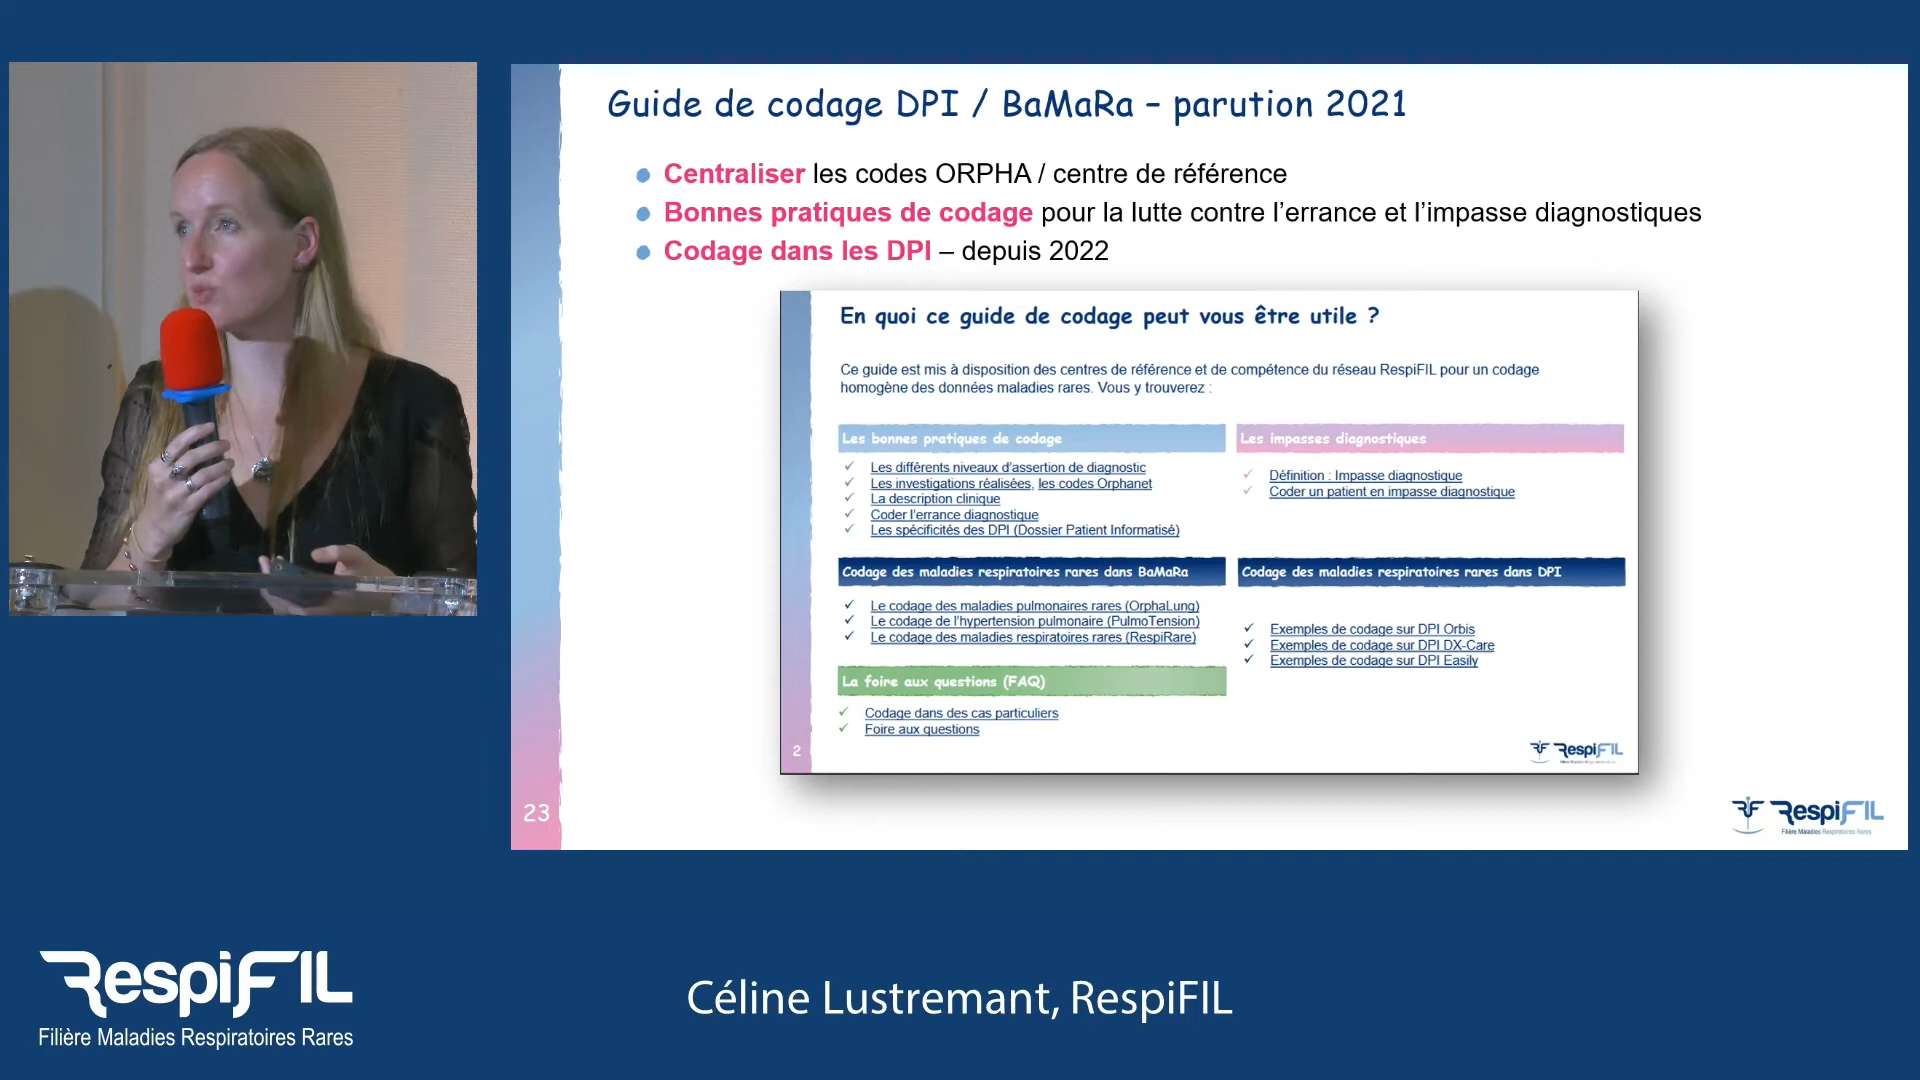 Guide de codage DPI / BaMaRa – parution 2021
Centraliser les codes ORPHA / centre de référence
Bonnes pratiques de codage pour la lutte contre l’errance et l’impasse diagnostiques
Codage dans les DPI – depuis 2022
En quoi ce guide de codage peut vous être utile ?
Ce guide est mis à disposition des centres de référence et de compétence du réseau RespiFIL pour un codage
homogène des données maladies rares. Vous y trouverez :
Les bonnes pratiques de codage
Les différents niveaux d’assertion de diagnostic
Les investigations réalisées, les codes Orphanet
La description clinique
Coder l’errance diagnostique
Les spécificités des DPI (Dossier Patient Informatisé)
Les impasses diagnostiques
Définition : Impasse diagnostique
Coder un patient en impasse diagnostique
Codage des maladies respiratoires rares dans BaMaRa
Le codage des maladies pulmonaires rares (OrphaLung)
Le codage de l’hypertension pulmonaire (PulmoTension)
Le codage des maladies respiratoires rares (RespiRare)
Codage des maladies respiratoires rares dans DPI
Exemples de codage sur DPI Orbis
Exemples de codage sur DPI DX-Care
Exemples de codage sur DPI Easily
La foire aux questions (FAQ)
Codage dans des cas particuliers
Foire aux questions
2
RespiFIL
23
RespiFIL
Filière Maladies Respiratoires Rares
RespiFIL
Filière Maladies Respiratoires Rares
Céline Lustremant, RespiFIL